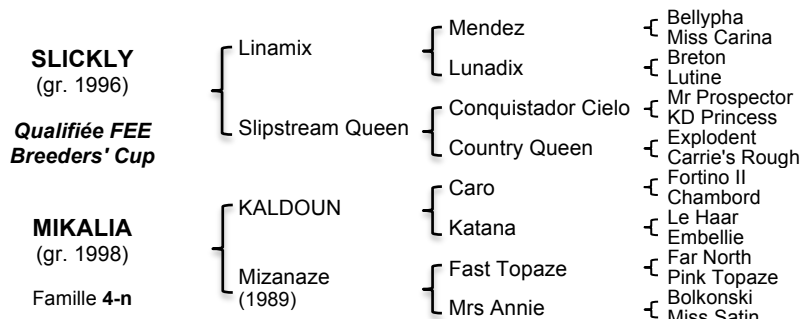 SLICKLY
(gr. 1996)
Qualifiée FEE
Breeders' Cup
MIKALIA
(gr. 1998)
Famille 4-n
Linamix
Slipstream Queen
KALDOUN
Mizanaze
(1989)
Mendez
Lunadix
Conquistador Cielo
Country Queen
Caro
Katana
Fast Topaze
Mrs Annie
Bellypha
Miss Carina
Breton
Lutine
Mr Prospector
KD Princess
Explodent
Carrie's Rough
Fortino II
Chambord
Le Haar
Embellie
Far North
Pink Topaze
Bolkonski
Miss Satin